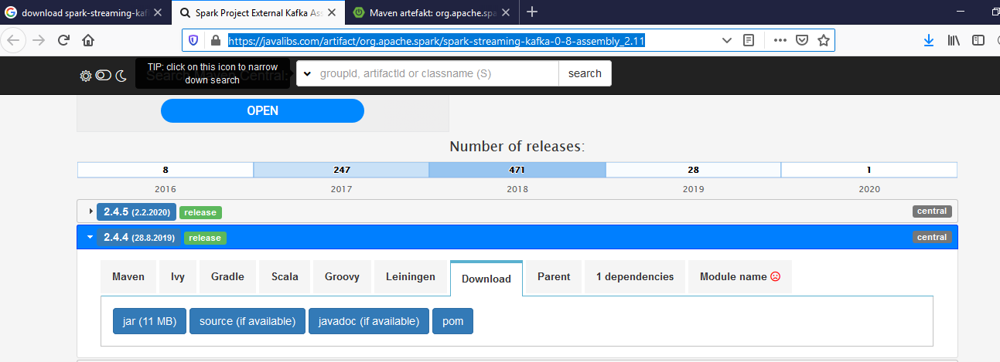 download spark-streaming-kaf
Spark Project External Kafka Ass
Maven artefakt: org.apache.spa
https://javalibs.com/artifact/org.apache.spark/spark-streaming-kafka-0-8-assembly_2.11
TIP: click on this icon to narrow
down search
Search Maven Central:
groupId, artifactId or classname (S)
search
OPEN
Number of releases:
8 247 471 28 1
2016 2017 2018 2019 2020
2.4.5 (2.2.2020) release central
2.4.4 (28.8.2019) release central
Maven Ivy Gradle Scala Groovy Leiningen Download Parent 1 dependencies Module name
jar (11 MB) source (if available) javadoc (if available) pom